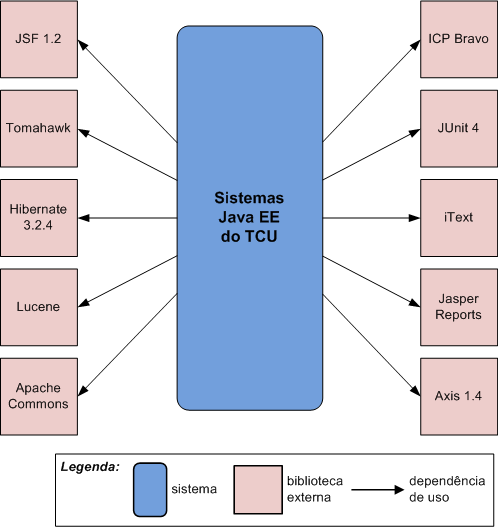 JSF 1.2
Tomahawk
Hibernate
3.2.4
Lucene
Apache
Commons
Sistemas
Java EE
do TCU
ICP Bravo
JUnit 4
iText
Jasper
Reports
Axis 1.4
Legenda:
sistema
biblioteca
externa
dependência
de uso